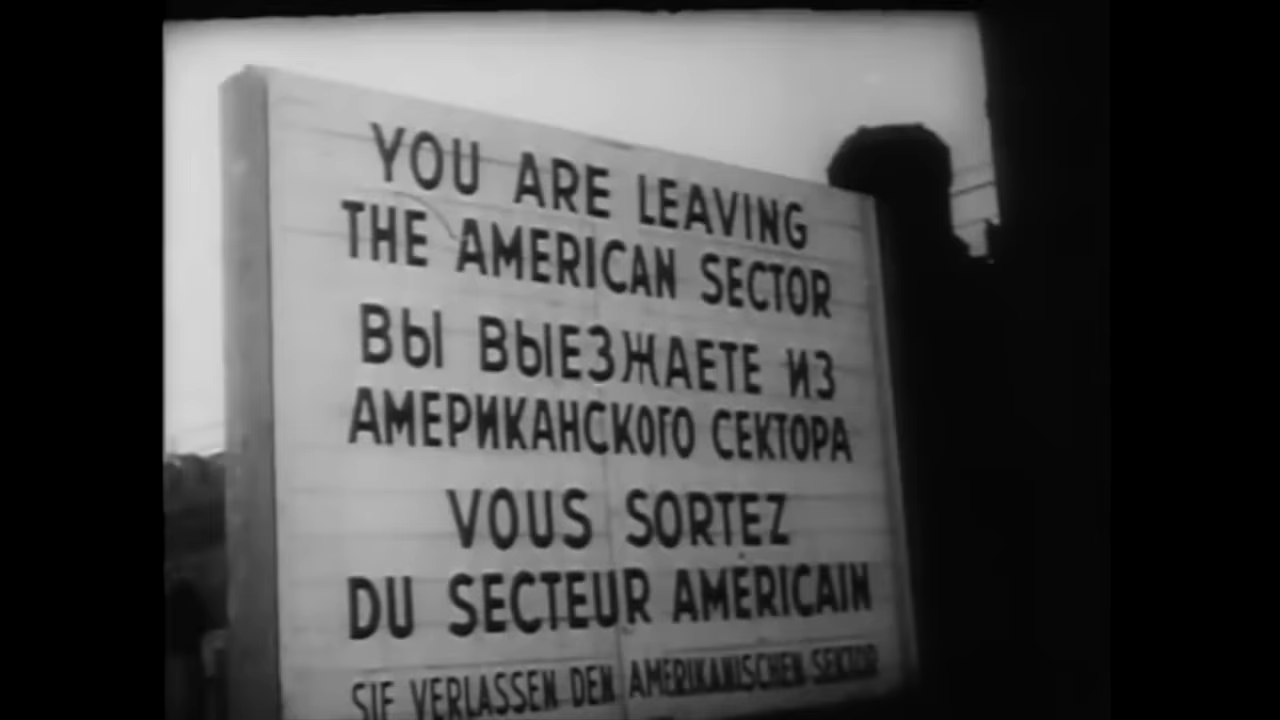 YOU ARE LEAVING
THE AMERICAN SECTOR
ВЫ ВЫЕЗЖАЕТЕ ИЗ
АМЕРИКАНСКОГО СЕКТОРА
VOUS SORTEZ
DU SECTEUR AMÉRICAIN
SIE VERLASSEN DEN AMERIKANISCHEN SEKTOR